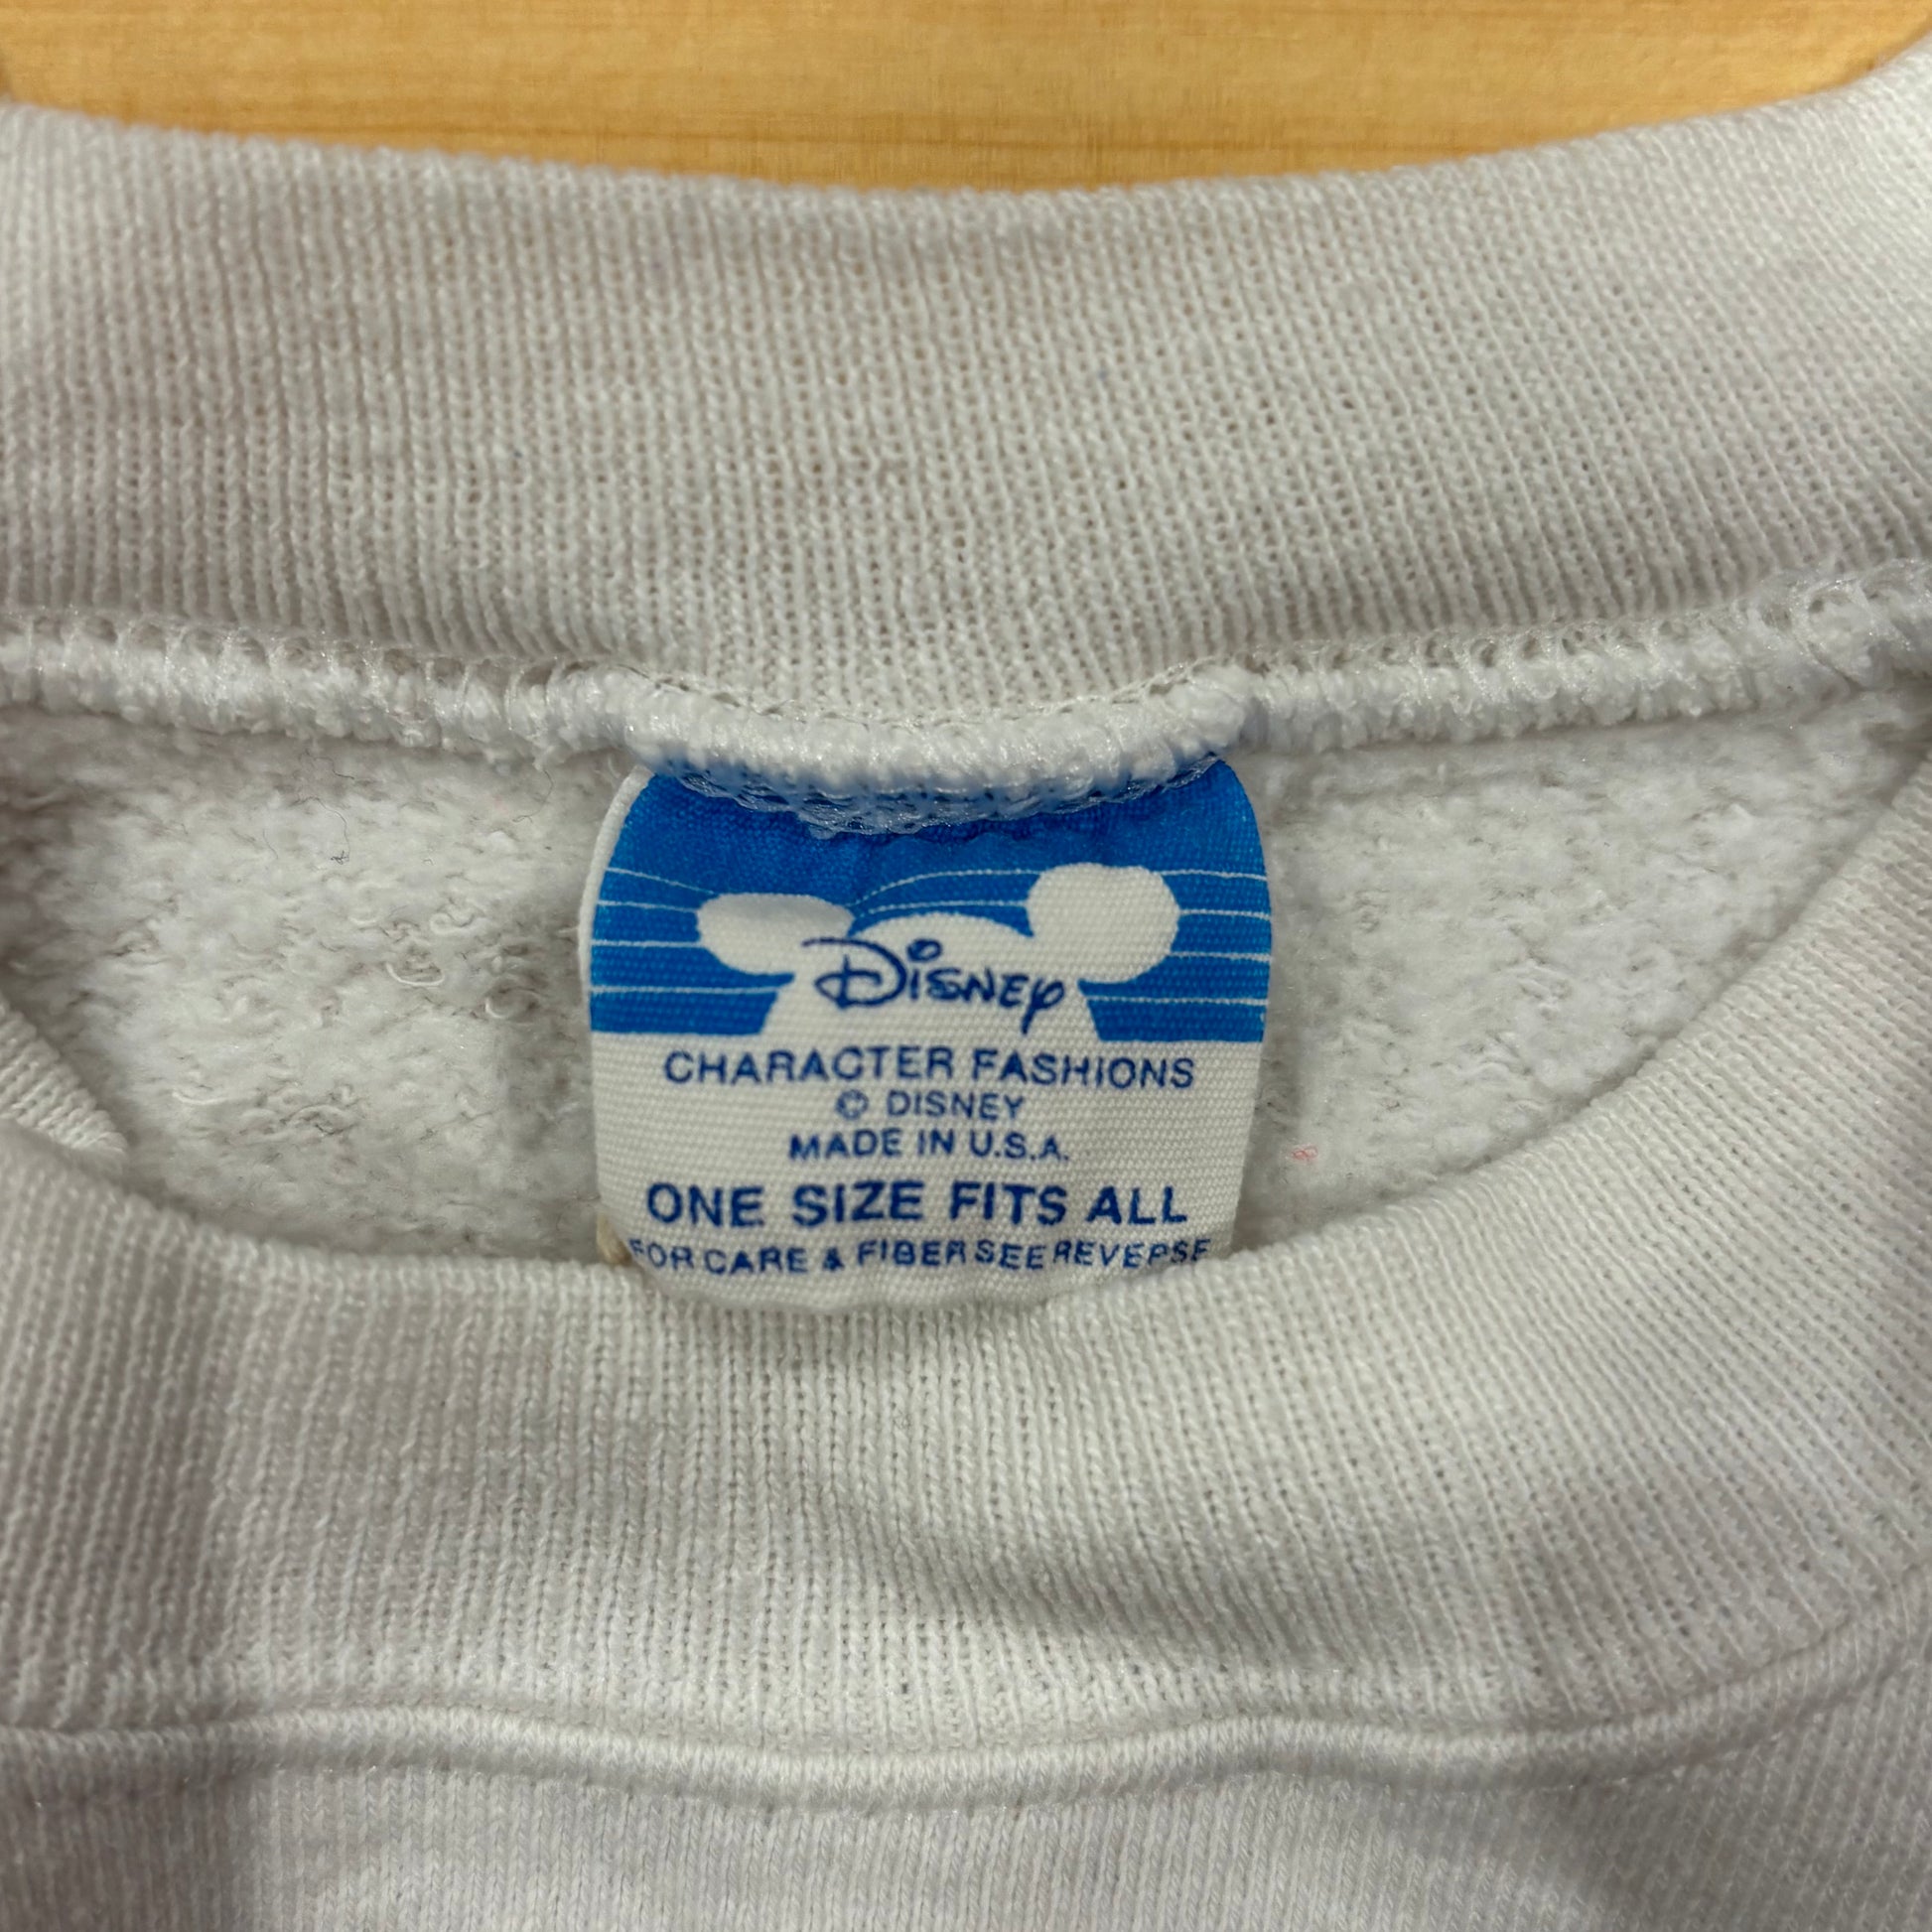 DISNEY
CHARACTER FASHIONS
© DISNEY
MADE IN U.S.A.
ONE SIZE FITS ALL
FOR CARE & FIBER SEE REVERSE